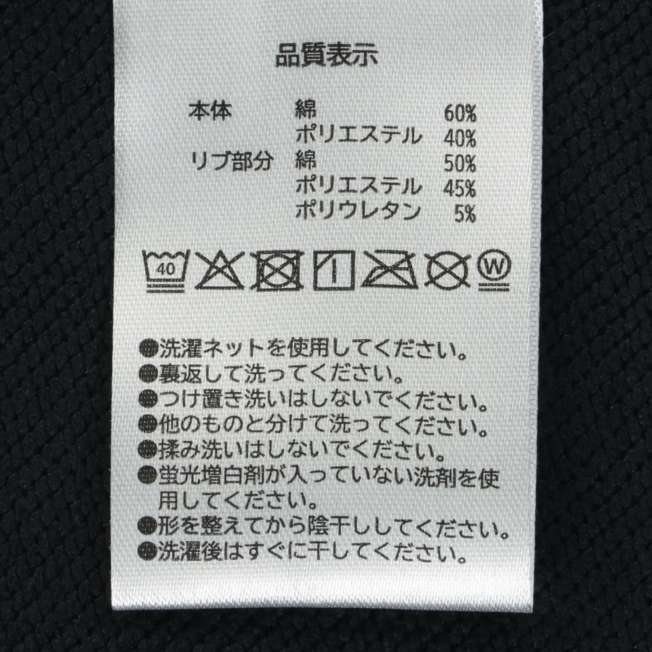 品質表示
本体 綿 60%
ポリエステル 40%
リブ部分 綿 50%
ポリエステル 45%
ポリウレタン 5%
40 W
●洗濯ネットを使用してください。
●裏返して洗ってください。
●つけ置き洗いはしないでください。
●他のものと分けて洗ってください。
●揉み洗いはしないでください。
●蛍光増白剤が入っていない洗剤を使
用してください。
●形を整えてから陰干ししてください。
●洗濯後はすぐに干してください。